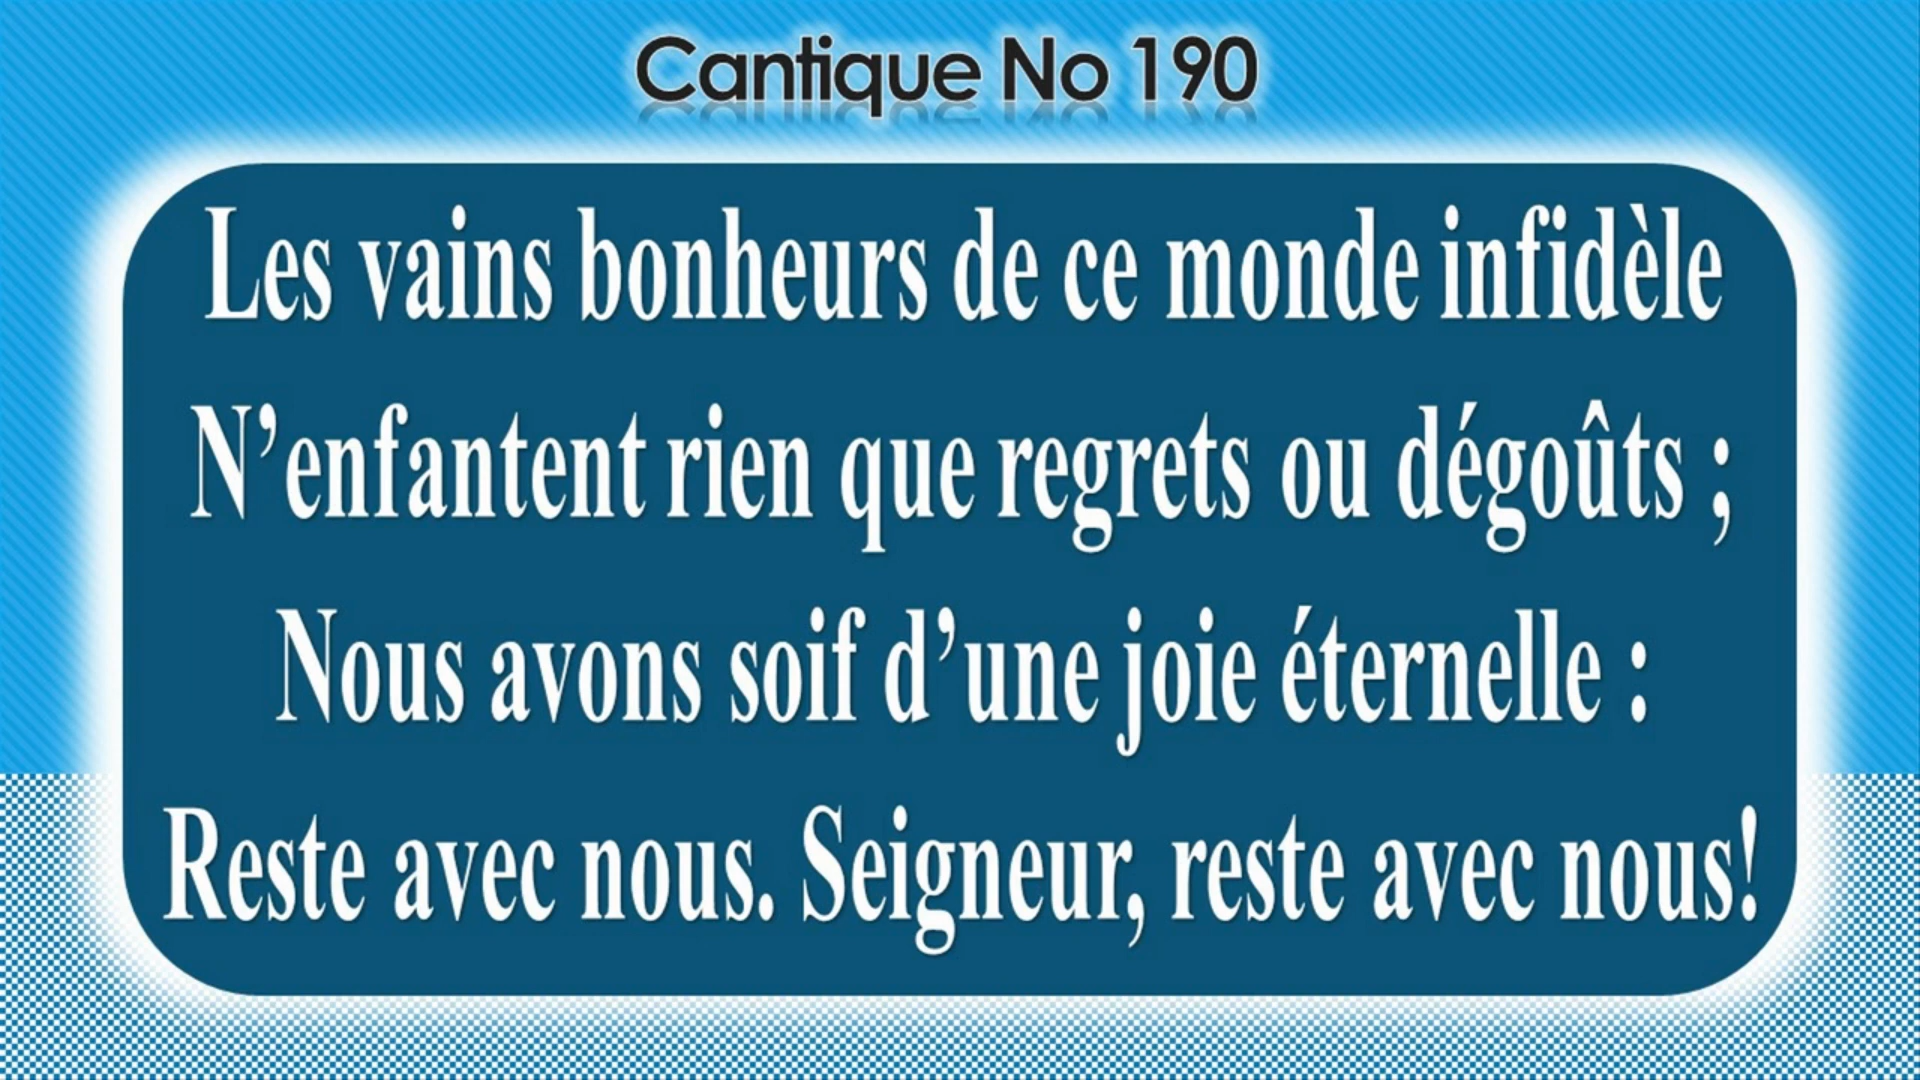 Cantique No 190
Les vains bonheurs de ce monde infidèle
N’enfantent rien que regrets ou dégoûts ;
Nous avons soif d’une joie éternelle :
Reste avec nous. Seigneur, reste avec nous!